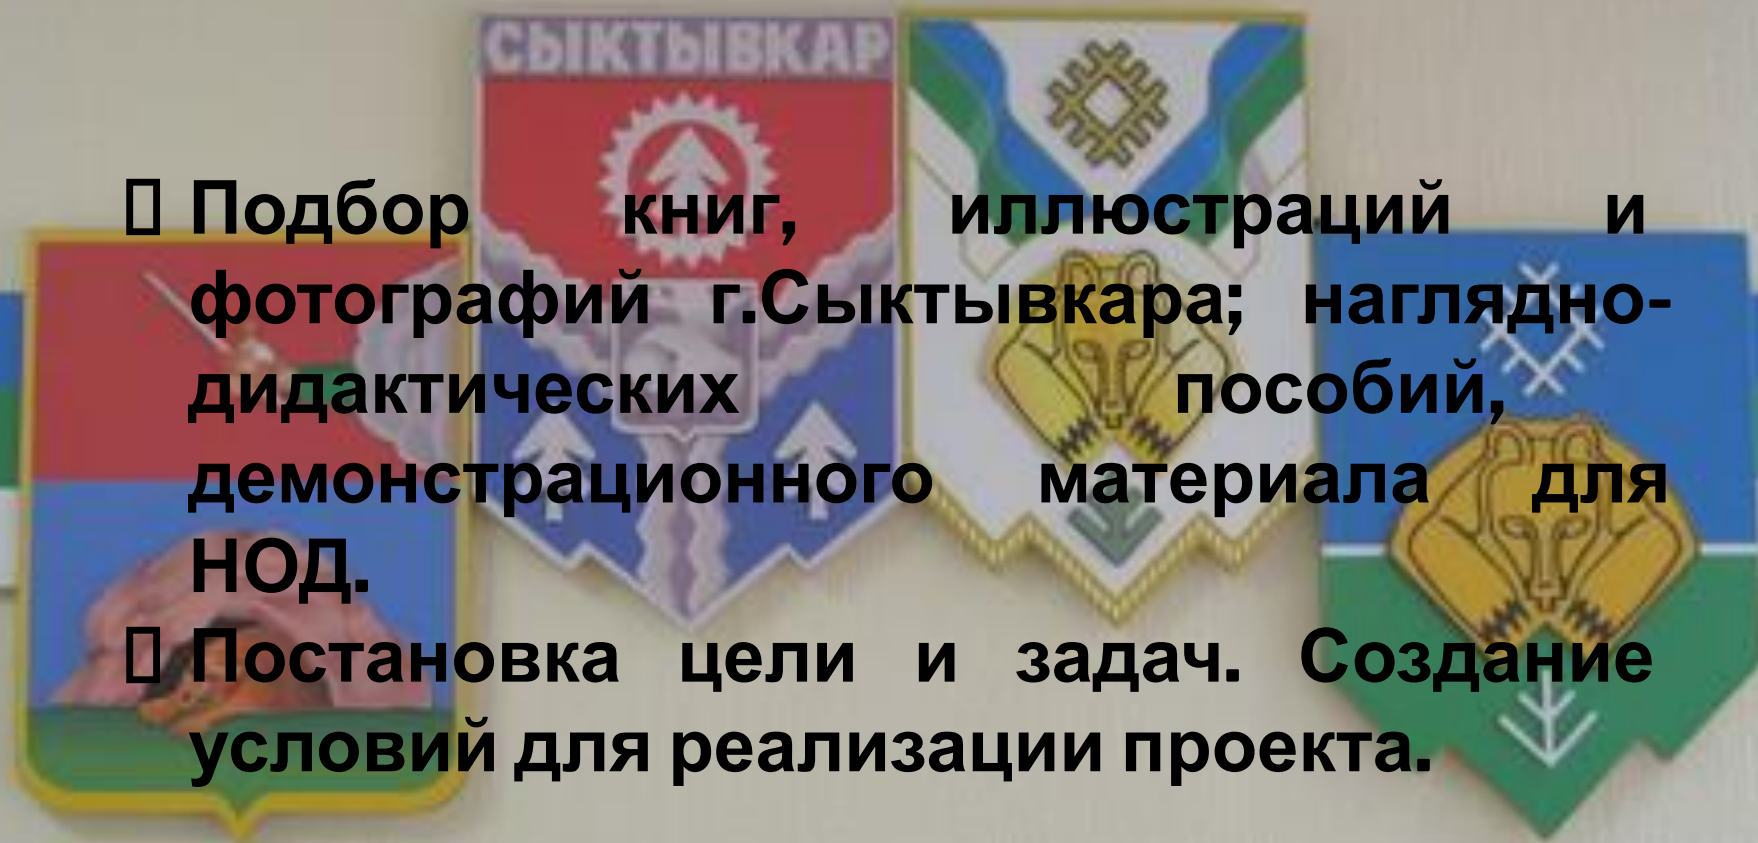 СЫКТЫВКАР
Подбор книг, иллюстраций и
фотографий г.Сыктывкара; наглядно-
дидактических пособий,
демонстрационного материала для
НОД.
Постановка цели и задач. Создание
условий для реализации проекта.